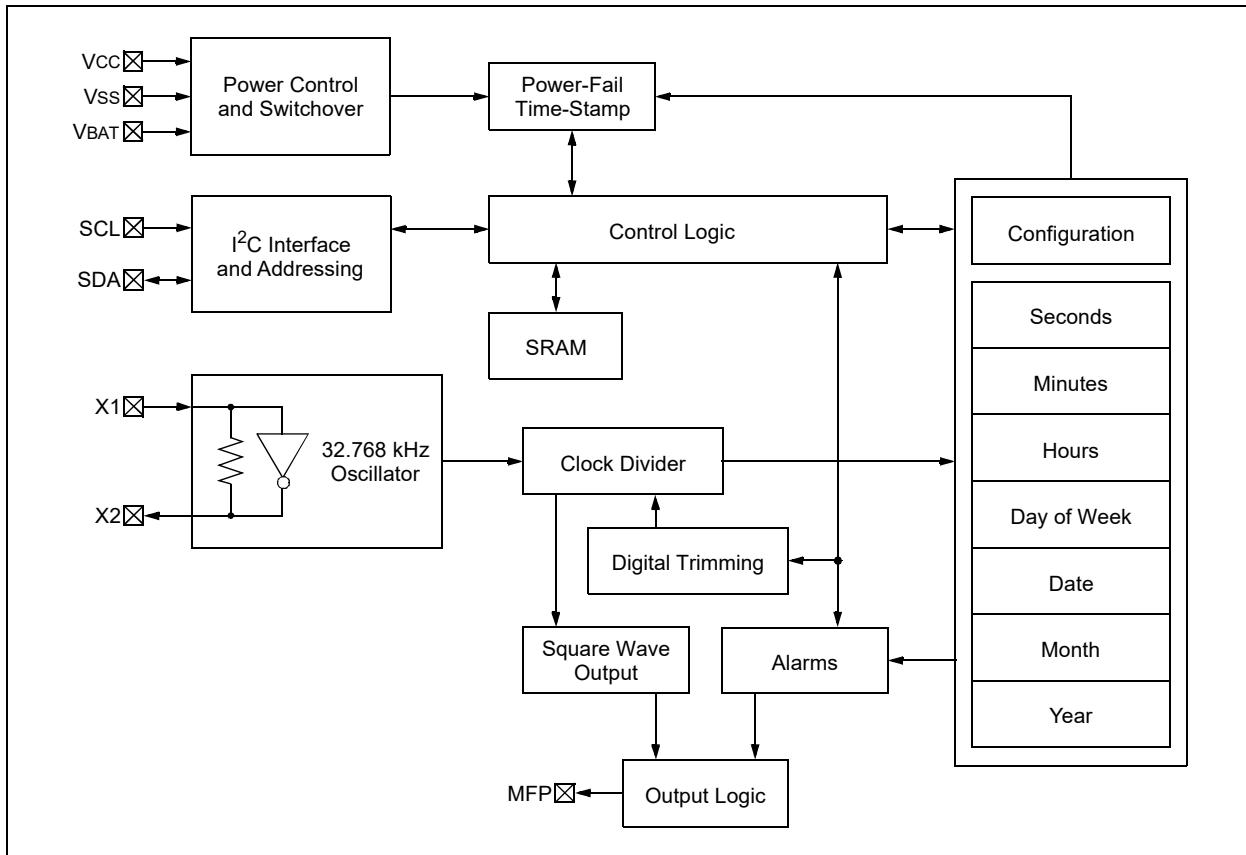 VCC
VSS
VBAT
Power Control
and Switchover
Power-Fail
Time-Stamp
SCL
SDA
I²C Interface
and Addressing
Control Logic
SRAM
Configuration
Seconds
Minutes
Hours
Day of Week
Date
Month
Year
X1
X2
32.768 kHz
Oscillator
Clock Divider
Digital Trimming
Square Wave
Output
Alarms
MFP
Output Logic